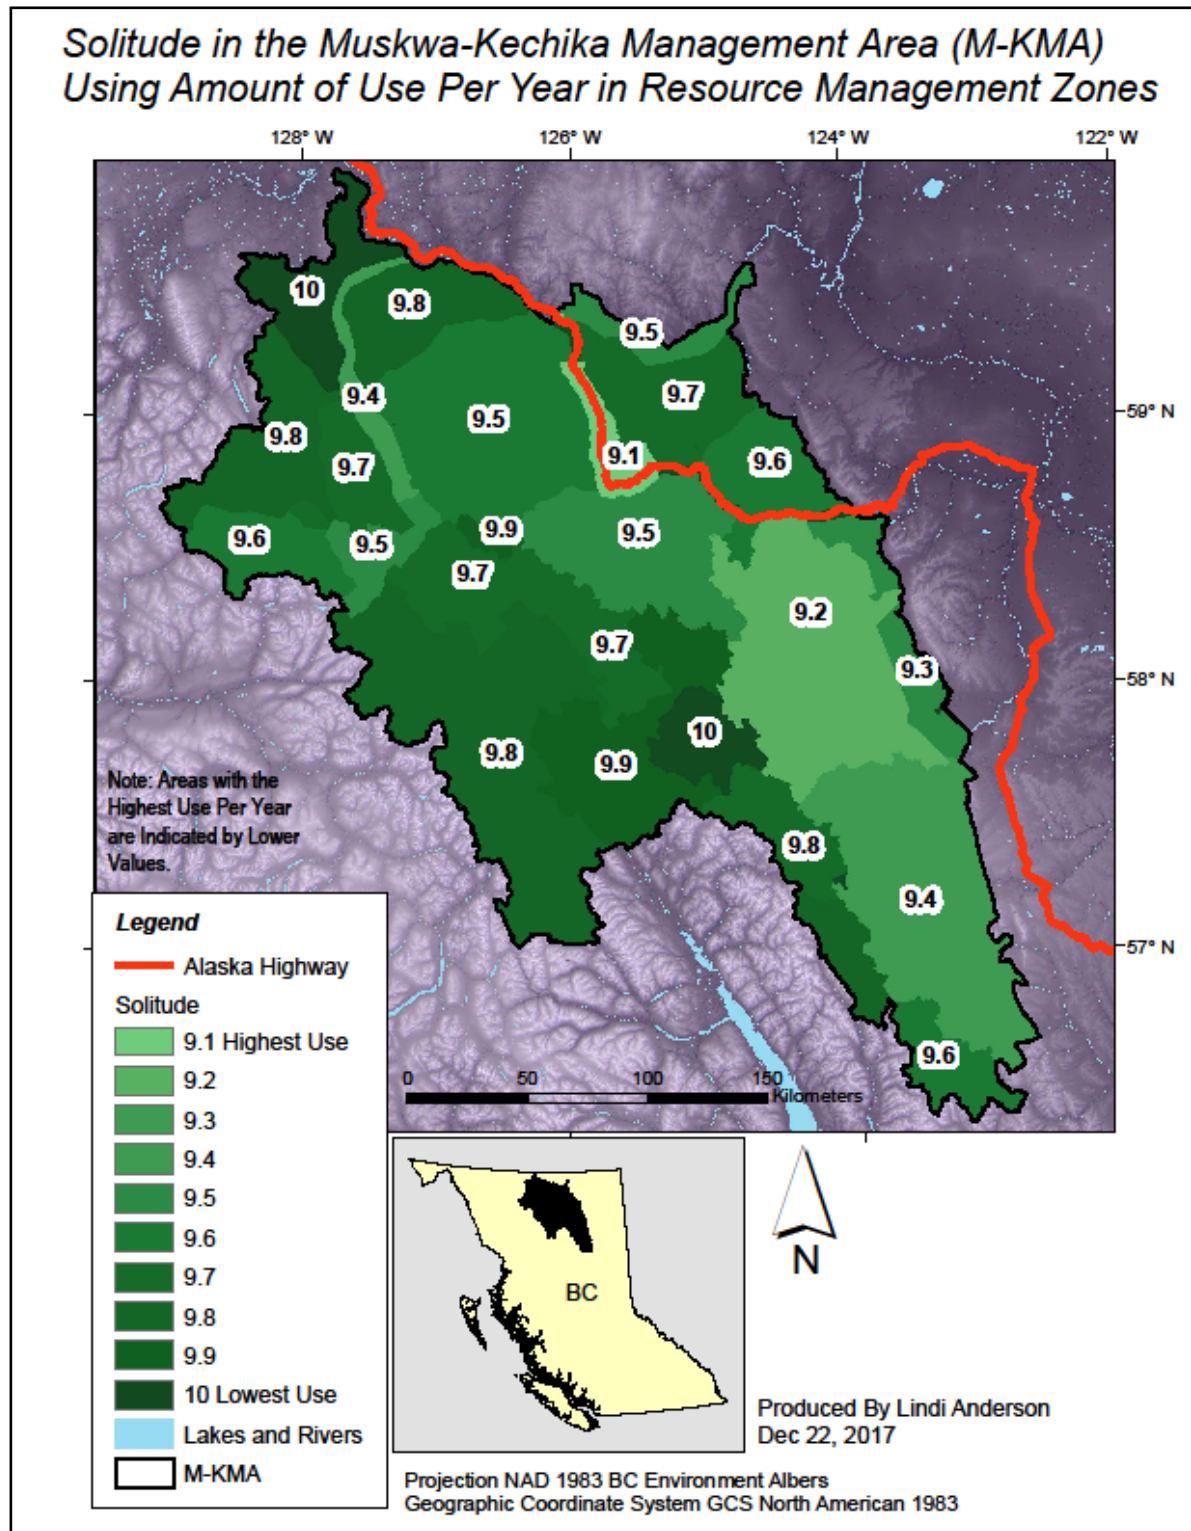 Solitude in the Muskwa-Kechika Management Area (M-KMA)
Using Amount of Use Per Year in Resource Management Zones
128° W
126° W
124° W
122° W
10
9.8
9.5
9.7
59° N
9.4
9.5
9.8
9.1
9.6
9.7
9.9
9.5
9.6
9.5
9.7
9.2
9.7
9.3
58° N
10
9.8
9.9
Note: Areas with the
Highest Use Per Year
are Indicated by Lower
Values.
9.8
9.4
57° N
9.6
0 50 100 150
Kilometers
Legend
Alaska Highway
Solitude
9.1 Highest Use
9.2
9.3
9.4
9.5
9.6
9.7
9.8
9.9
10 Lowest Use
Lakes and Rivers
M-KMA
BC
N
Produced By Lindi Anderson
Dec 22, 2017
Projection NAD 1983 BC Environment Albers
Geographic Coordinate System GCS North American 1983